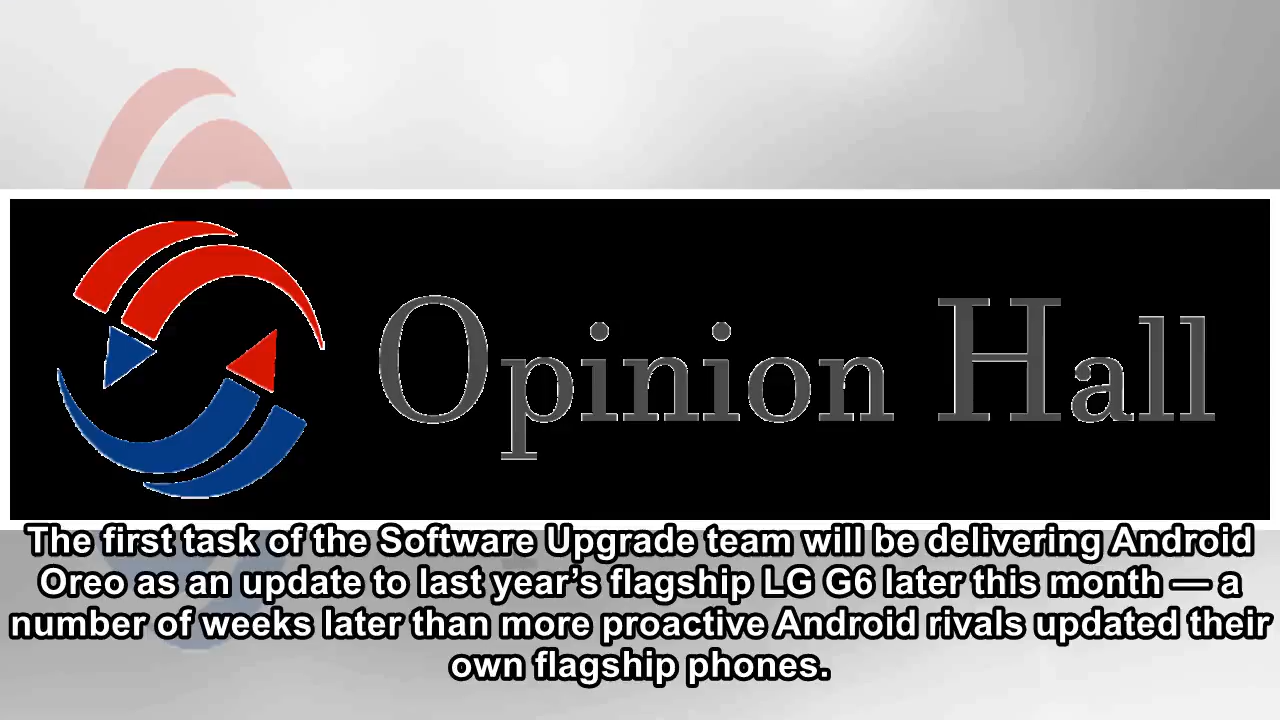 Opinion Hall
The first task of the Software Upgrade team will be delivering Android
Oreo as an update to last year’s flagship LG G6 later this month — a
number of weeks later than more proactive Android rivals updated their
own flagship phones.